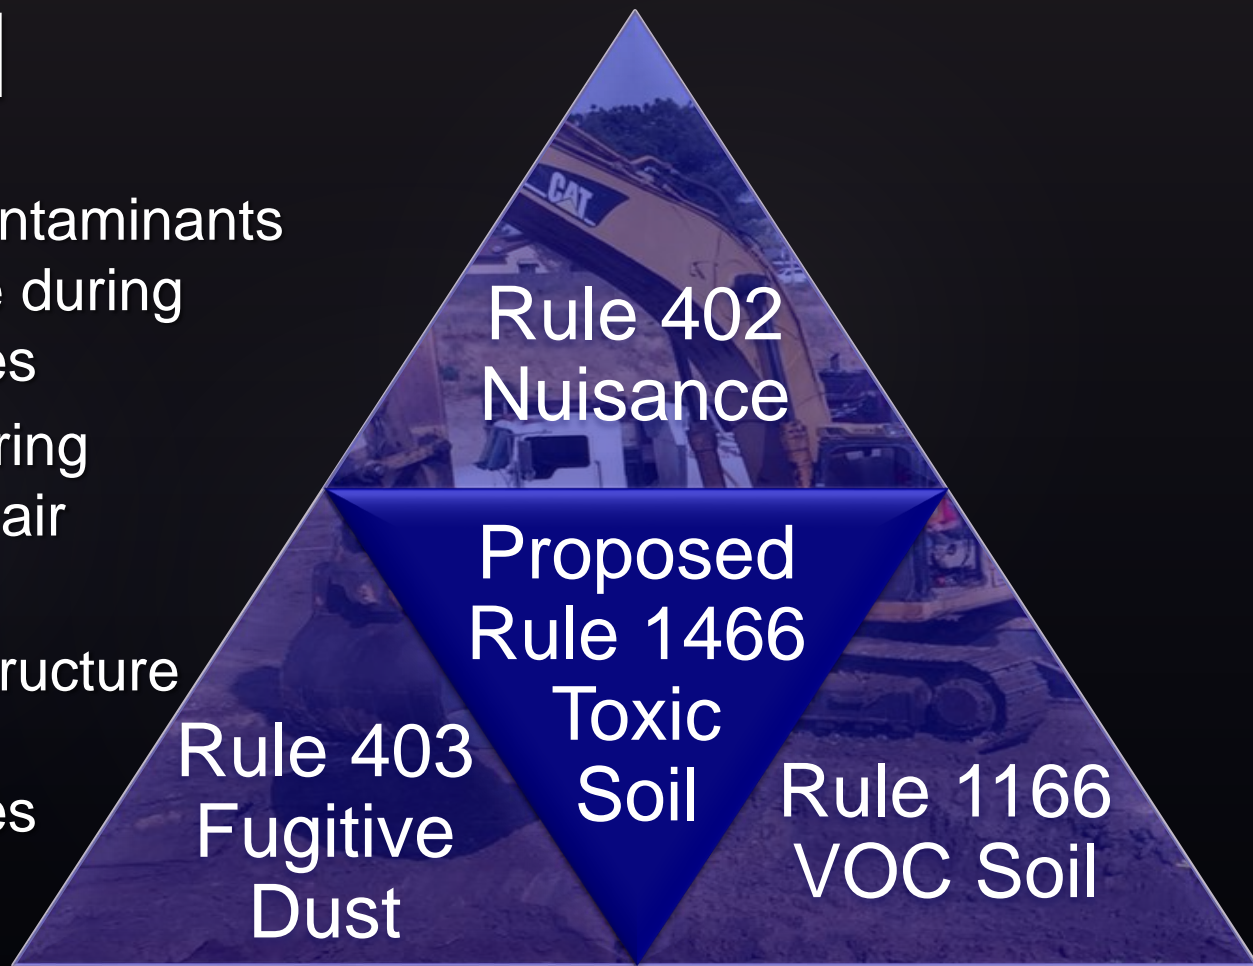 ntaminants
e during
es
ring
air
ructure
es
CAT
Rule 402
Nuisance
Proposed
Rule 1466
Toxic
Soil
Rule 403
Fugitive
Dust
Rule 1166
VOC Soil